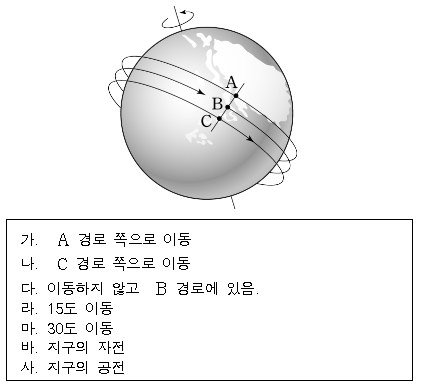 A
B
C
가. A 경로 쪽으로 이동
나. C 경로 쪽으로 이동
다. 이동하지 않고 B 경로에 있음.
라. 15도 이동
마. 30도 이동
바. 지구의 자전
사. 지구의 공전